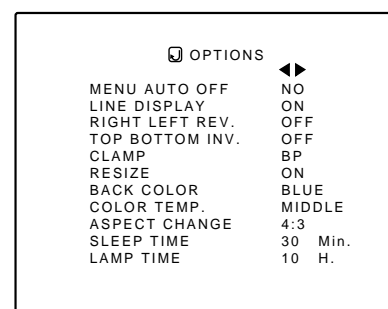 OPTIONS
MENU AUTO OFF NO
LINE DISPLAY ON
RIGHT LEFT REV. OFF
TOP BOTTOM INV. OFF
CLAMP BP
RESIZE ON
BACK COLOR BLUE
COLOR TEMP. MIDDLE
ASPECT CHANGE 4:3
SLEEP TIME 30 Min.
LAMP TIME 10 H.